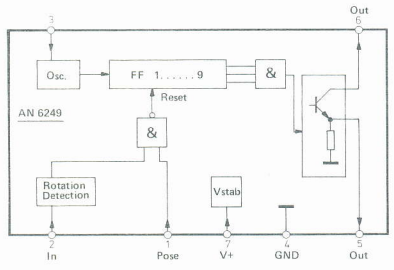 Out
3
6
Osc.
FF 1......9
&
Reset
AN 6249
&
Rotation
Detection
Vstab
2
1
7
4
5
In
Pose
V+
GND
Out